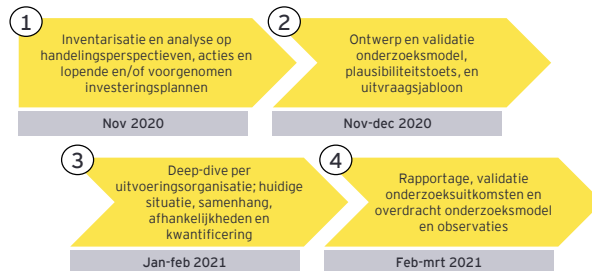 1
Inventarisatie en analyse op
handelingsperspectieven, acties en
lopende en/of voorgenomen
investeringsplannen
Nov 2020
2
Ontwerp en validatie
onderzoeksmodel,
plausibiliteitstoets, en
uitvraagsjabloon
Nov-dec 2020
3
Deep-dive per
uitvoeringsorganisatie; huidige
situatie, samenhang,
afhankelijkheden en
kwantificering
Jan-feb 2021
4
Rapportage, validatie
onderzoeksuitkomsten en
overdracht onderzoeksmodel
en observaties
Feb-mrt 2021